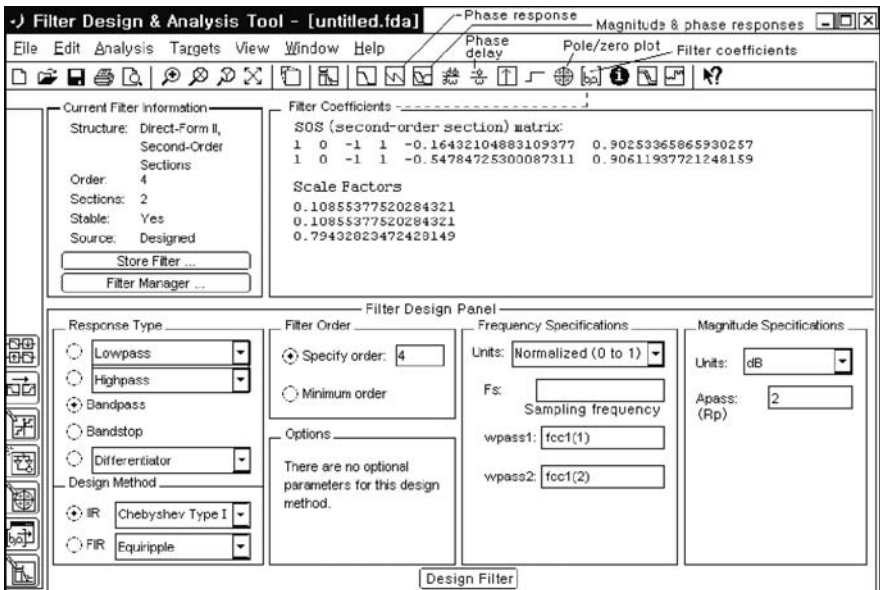 Filter Design & Analysis Tool - [untitled.fda]
Phase response
Magnitude & phase responses
File Edit Analysis Targets View Window Help
Phase delay
Pole/zero plot
Filter coefficients
Current Filter Information
Structure: Direct-Form II,
Second-Order
Sections
Order: 4
Sections: 2
Stable: Yes
Source: Designed
Store Filter ...
Filter Manager ...
Filter Coefficients
SOS (second-order section) matrix:
1 0 -1 1 -0.16432104883109377 0.90253365865930257
1 0 -1 1 -0.54784725300087311 0.90611937721248159
Scale Factors
0.10855377520284321
0.10855377520284321
0.79432823472428149
Filter Design Panel
Response Type
Lowpass
Highpass
Bandpass
Bandstop
Differentiator
Design Method
IIR Chebyshev Type I
FIR Equiripple
Filter Order
Specify order: 4
Minimum order
Options
There are no optional
parameters for this design
method.
Frequency Specifications
Units: Normalized (0 to 1)
Fs:
Sampling frequency
wpass1: fcc1(1)
wpass2: fcc1(2)
Magnitude Specifications
Units: dB
Apass: 2
(Rp)
Design Filter